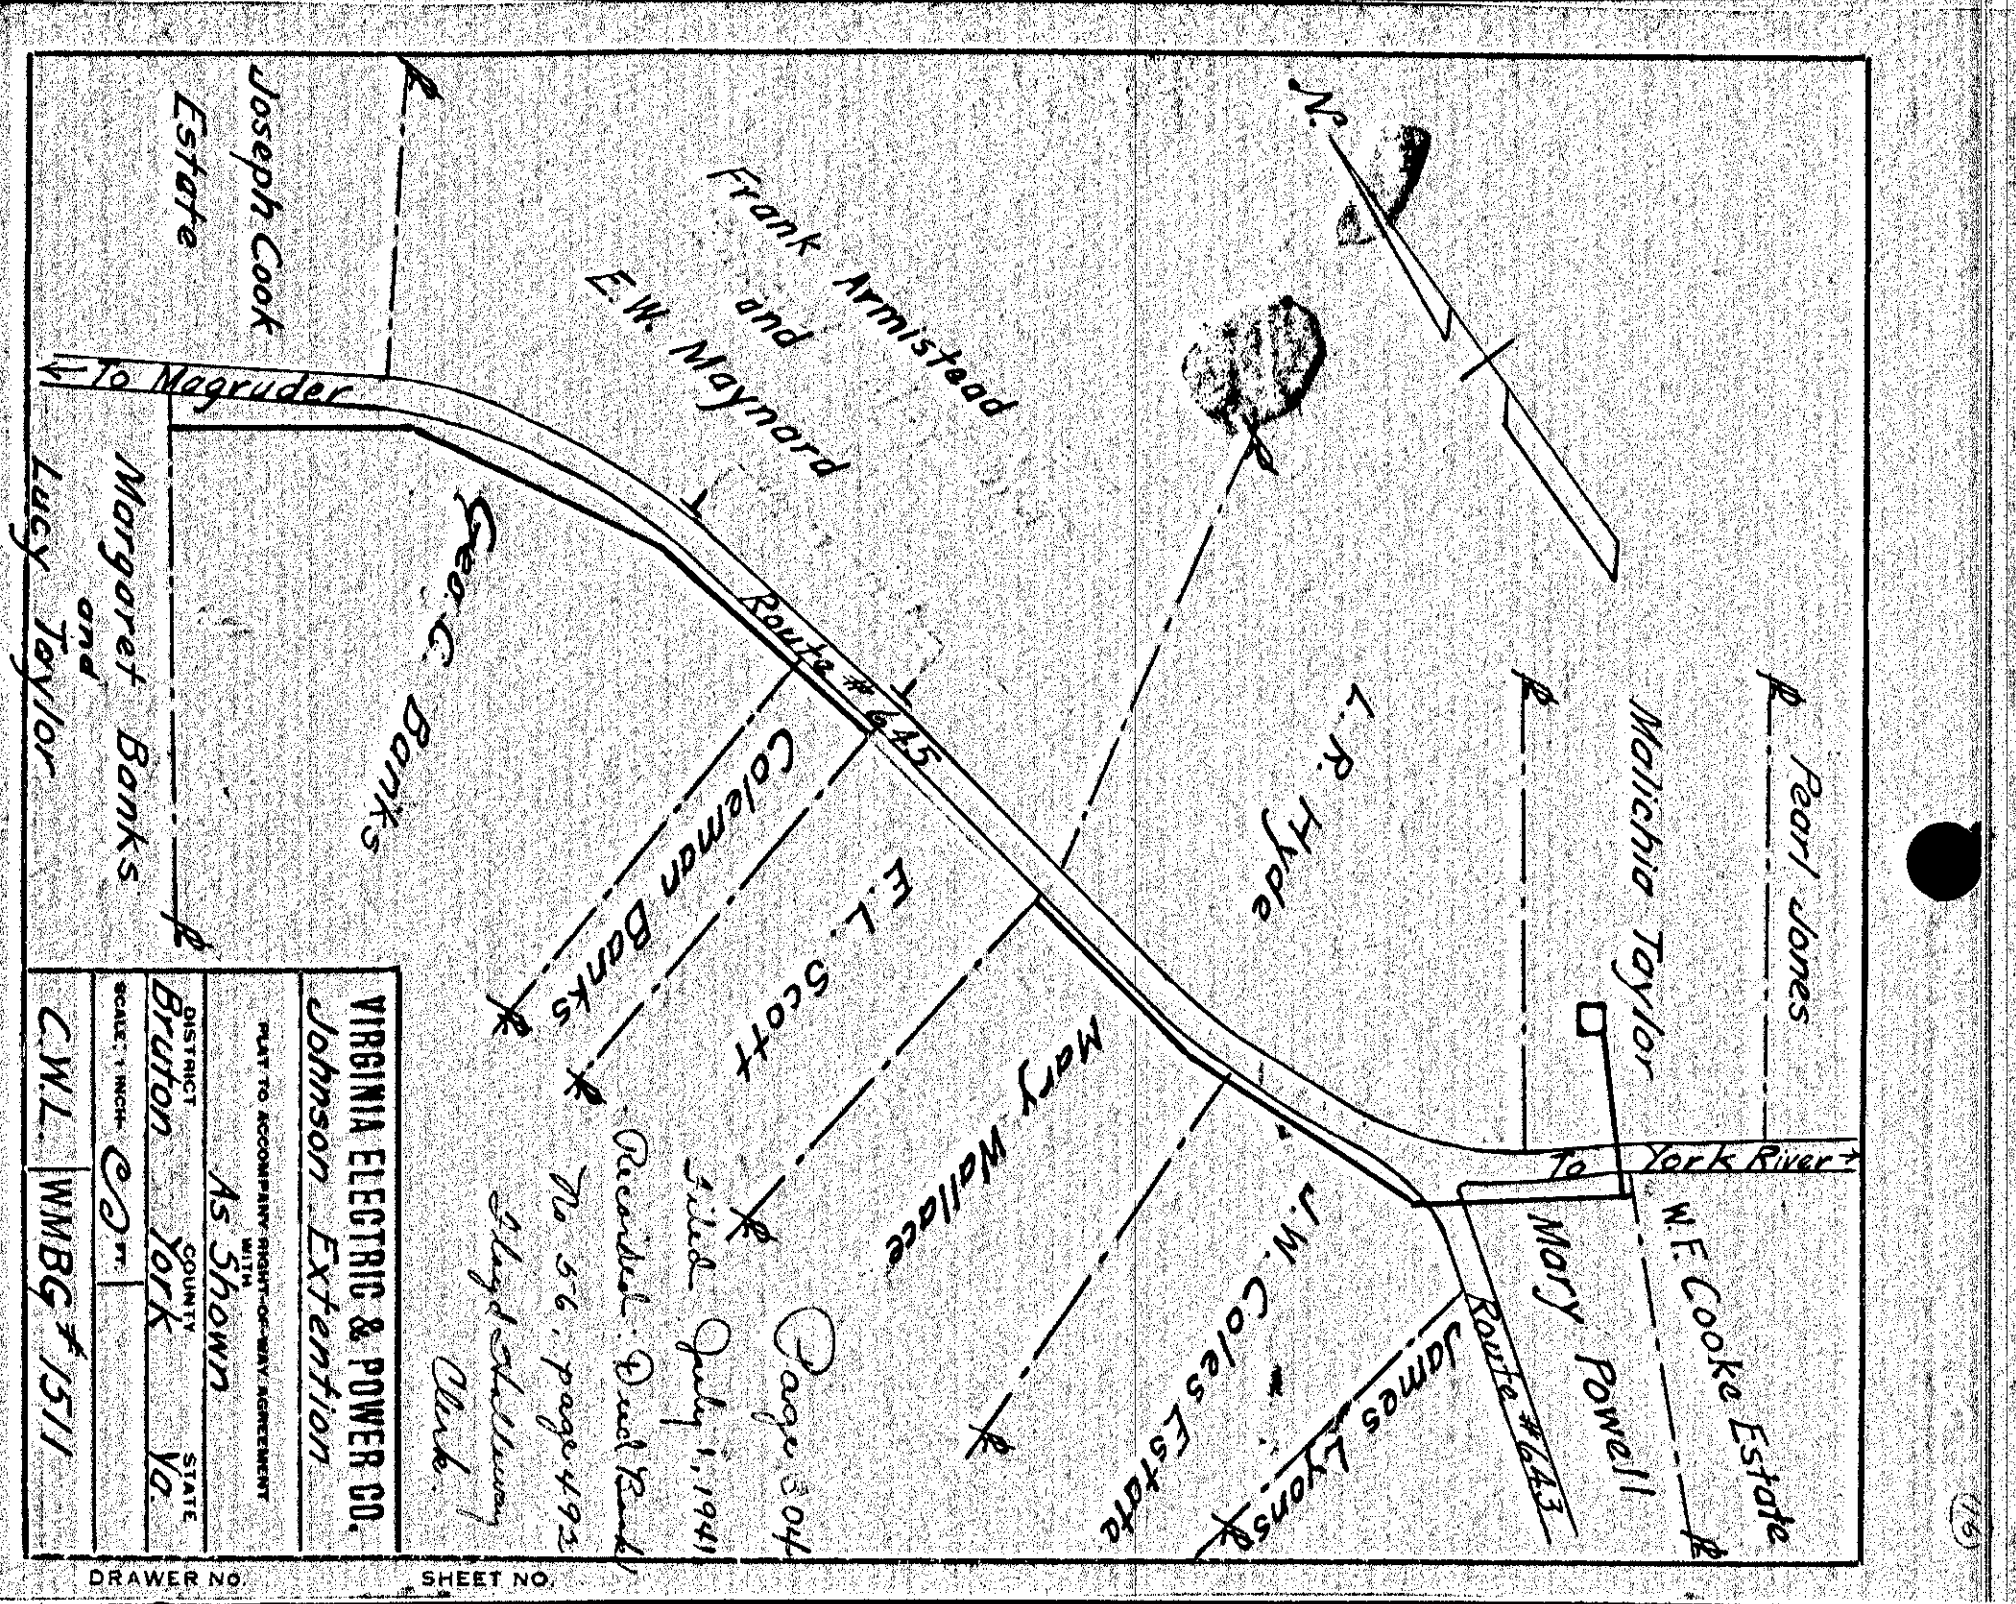 N.
Joseph Cook
Estate
Frank Armistead
and
E. W. Maynard
← To Magruder
Margaret Banks
and
Lucy Taylor
Geo. C. Banks
Route # 645
Coleman Banks
E. L. Scott
Mary Wallace
J. W. Coles Estate
James Lyons
L. R. Hyde
Malichia Taylor
Pearl Jones
To York River →
W. F. Cooke Estate
Mary Powell
Route #643
Page 304
Filed July 1, 1941
Recorded: Deed Book
No 56, page 492
Floyd Holloway
Clerk.
VIRGINIA ELECTRIC & POWER CO.
Johnson Extention
PLAT TO ACCOMPANY RIGHT-OF-WAY AGREEMENT
WITH
As Shown
DISTRICT COUNTY STATE
Bruton York Va.
SCALE: 1 INCH FT.
C.W.L. WMBG # 1511
DRAWER NO. SHEET NO.